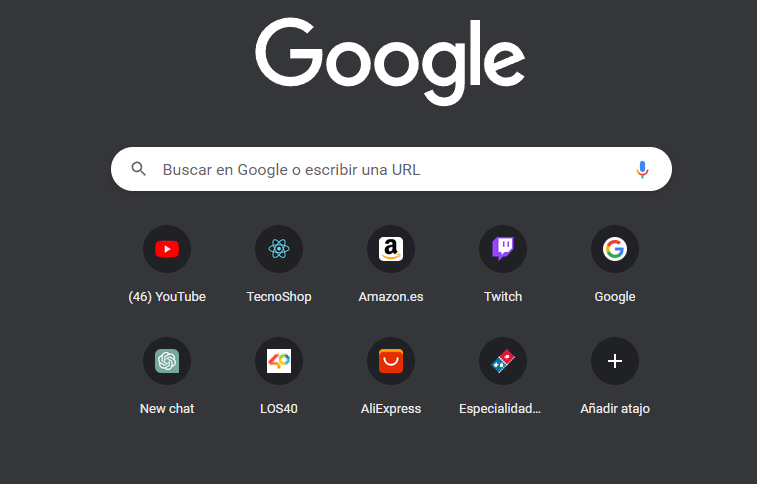 Google
Buscar en Google o escribir una URL
(46) YouTube
TecnoShop
Amazon.es
Twitch
Google
New chat
LOS40
AliExpress
Especialidad...
Añadir atajo